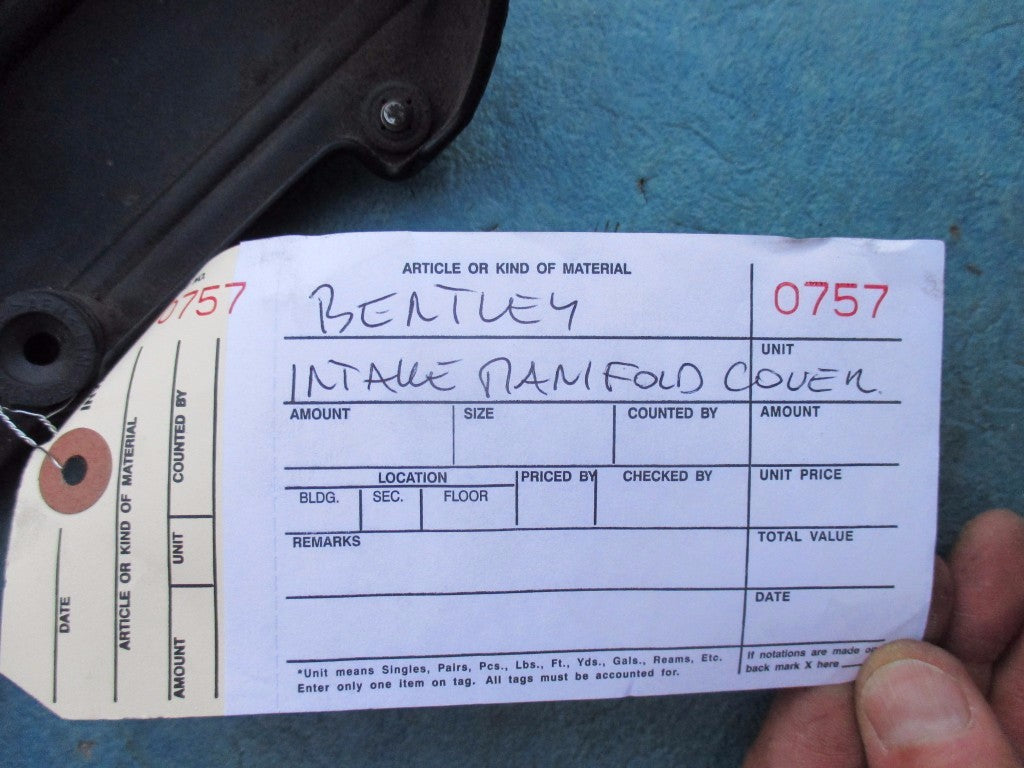 ARTICLE OR KIND OF MATERIAL
BENTLEY
0757
UNIT
INTAKE MANIFOLD COVER.
AMOUNT SIZE COUNTED BY AMOUNT
LOCATION PRICED BY CHECKED BY UNIT PRICE
BLDG. SEC. FLOOR
REMARKS TOTAL VALUE
DATE
*Unit means Singles, Pairs, Pcs., Lbs., Ft., Yds., Gals., Reams, Etc.
Enter only one item on tag. All tags must be accounted for.
If notations are made on
back mark X here
0757
DATE
ARTICLE OR KIND OF MATERIAL
COUNTED BY
UNIT
AMOUNT